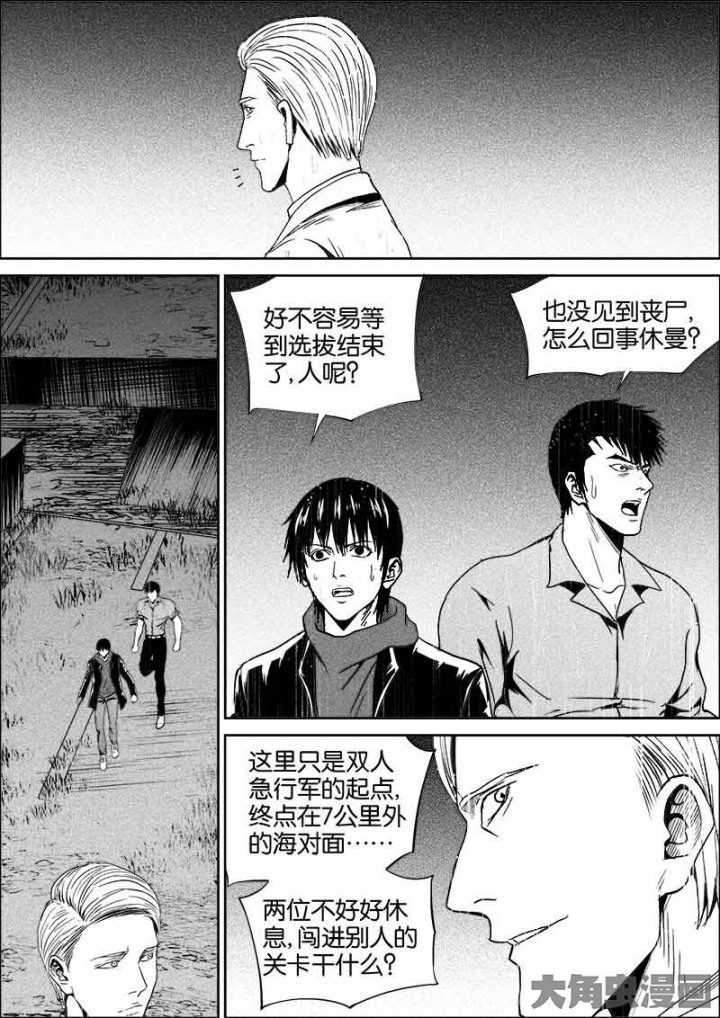 好不容易等
到选拔结束
了,人呢?
也没见到丧尸,
怎么回事休曼?
这里只是双人
急行军的起点,
终点在7公里外
的海对面……
两位不好好休
息,闯进别人的
关卡干什么?
大角虫漫画